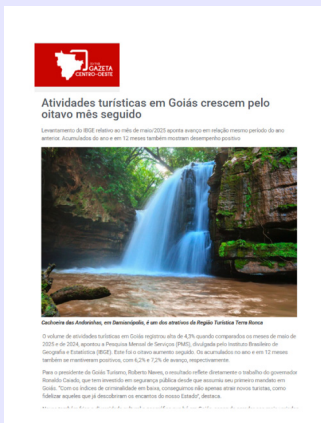 GAZETA
CENTRO-OESTE
Atividades turísticas em Goiás crescem pelo
oitavo mês seguido
Levantamento do IBGE relativo ao mês de maio/2025 aponta avanço em relação mesmo período do ano
anterior. Acumulados do ano e em 12 meses também mostram desempenho positivo
Cachoeira das Andorinhas, em Damianópolis, é um dos atrativos da Região Turística Terra Ronca
O volume de atividades turísticas em Goiás registrou alta de 4,3% quando comparados os meses de maio de
2025 e de 2024, apontou a Pesquisa Mensal de Serviços (PMS), divulgada pelo Instituto Brasileiro de
Geografia e Estatística (IBGE). Este foi o oitavo aumento seguido. Os acumulados no ano e em 12 meses
também se mantiveram positivos, com 6,2% e 7,2% de avanço, respectivamente.
Para o presidente da Goiás Turismo, Roberto Naves, o resultado reflete diretamente o trabalho do governador
Ronaldo Caiado, que tem investido em segurança pública desde que assumiu seu primeiro mandato em
Goiás. "Com os índices de criminalidade em baixa, conseguimos não apenas atrair novos turistas, como
fidelizar aqueles que já descobriram os encantos do nosso Estado", destaca.